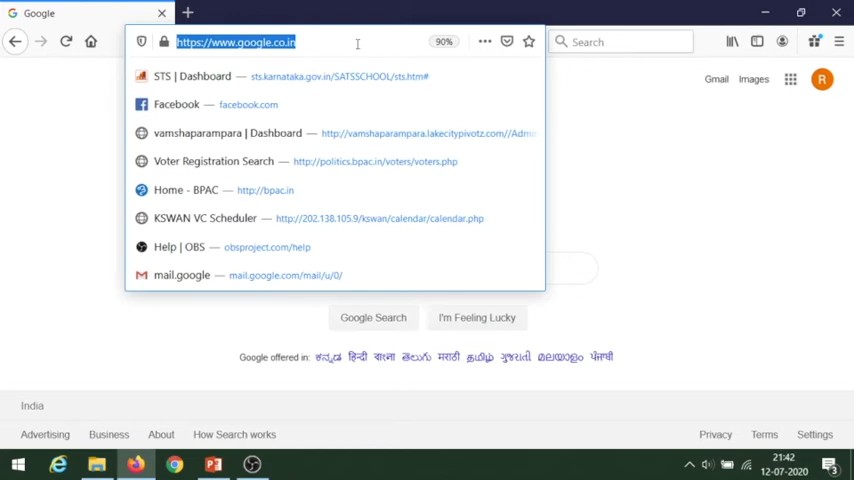 Google
https://www.google.co.in
90%
Search
STS | Dashboard — sts.karnataka.gov.in/SATSSCHOOL/sts.htm#
Facebook — facebook.com
vamshaparampara | Dashboard — http://vamshaparampara.lakecitypivotz.com//Admi
Voter Registration Search — http://politics.bpac.in/voters/voters.php
Home - BPAC — http://bpac.in
KSWAN VC Scheduler — http://202.138.105.9/kswan/calendar/calendar.php
Help | OBS — obsproject.com/help
mail.google — mail.google.com/mail/u/0/
Gmail Images R
Google Search I'm Feeling Lucky
Google offered in: ಕನ್ನಡ हिन्दी বাংলা తెలుగు मराठी தமிழ் ગુજરાતી മലയാളം ਪੰਜਾਬੀ
India
Advertising Business About How Search works Privacy Terms Settings
21:42
12-07-2020
3